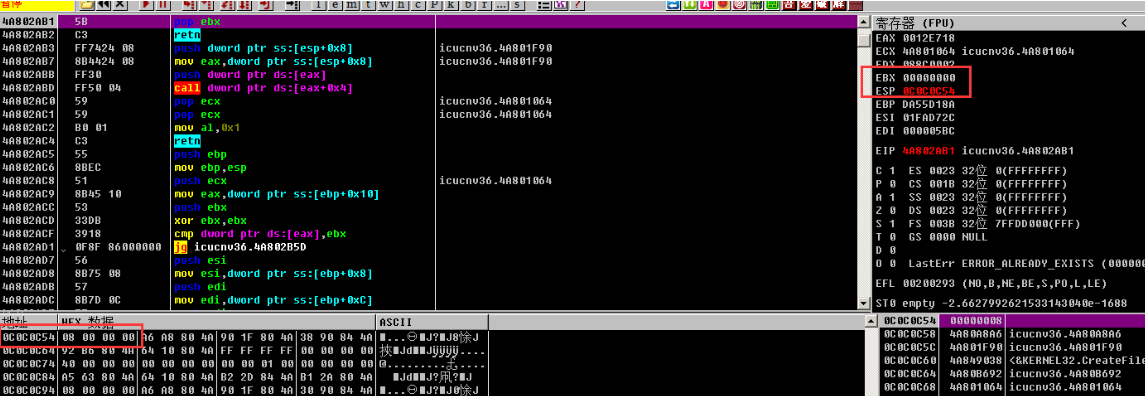 暂停
l e m t w h c P k b r ... s
4A802AB1 5B pop ebx
4A802AB2 C3 retn
4A802AB3 FF7424 08 push dword ptr ss:[esp+0x8] icucnv36.4A801F90
4A802AB7 8B4424 08 mov eax,dword ptr ss:[esp+0x8] icucnv36.4A801F90
4A802ABB FF30 push dword ptr ds:[eax]
4A802ABD FF50 04 call dword ptr ds:[eax+0x4]
4A802AC0 59 pop ecx icucnv36.4A801064
4A802AC1 59 pop ecx icucnv36.4A801064
4A802AC2 B0 01 mov al,0x1
4A802AC4 C3 retn
4A802AC5 55 push ebp
4A802AC6 8BEC mov ebp,esp
4A802AC8 51 push ecx icucnv36.4A801064
4A802AC9 8B45 10 mov eax,dword ptr ss:[ebp+0x10]
4A802ACC 53 push ebx
4A802ACD 33DB xor ebx,ebx
4A802ACF 3918 cmp dword ptr ds:[eax],ebx
4A802AD1 0F8F 86000000 jg icucnv36.4A802B5D
4A802AD7 56 push esi
4A802AD8 8B75 08 mov esi,dword ptr ss:[ebp+0x8]
4A802ADB 57 push edi
4A802ADC 8B7D 0C mov edi,dword ptr ss:[ebp+0xC]
寄存器 (FPU) <
EAX 0012E718
ECX 4A801064 icucnv36.4A801064
EDX 088C0002
EBX 00000000
ESP 0C0C0C54
EBP DA55D18A
ESI 01FAD72C
EDI 000005BC
EIP 4A802AB1 icucnv36.4A802AB1
C 1 ES 0023 32位 0(FFFFFFFF)
P 0 CS 001B 32位 0(FFFFFFFF)
A 1 SS 0023 32位 0(FFFFFFFF)
Z 0 DS 0023 32位 0(FFFFFFFF)
S 1 FS 003B 32位 7FFDD000(FFF)
T 0 GS 0000 NULL
D 0
O 0 LastErr ERROR_ALREADY_EXISTS (000000
EFL 00200293 (NO,B,NE,BE,S,PO,L,LE)
ST0 empty -2.6627992621533143040e-1688
地址 HEX 数据 ASCII
0C0C0C54 08 00 00 00 A6 A8 80 4A 90 1F 80 4A 38 90 84 4A
0C0C0C64 92 B6 80 4A 64 10 80 4A FF FF FF FF 00 00 00 00
0C0C0C74 40 00 00 00 00 00 00 00 00 00 01 00 00 00 00 00
0C0C0C84 A5 63 80 4A 64 10 80 4A B2 2D 84 4A B1 2A 80 4A
0C0C0C94 08 00 00 00 A6 A8 80 4A 90 1F 80 4A 30 90 84 4A
0C0C0C54 00000008
0C0C0C58 4A80A8A6 icucnv36.4A80A8A6
0C0C0C5C 4A801F90 icucnv36.4A801F90
0C0C0C60 4A849038 <&KERNEL32.CreateFile
0C0C0C64 4A80B692 icucnv36.4A80B692
0C0C0C68 4A801064 icucnv36.4A801064